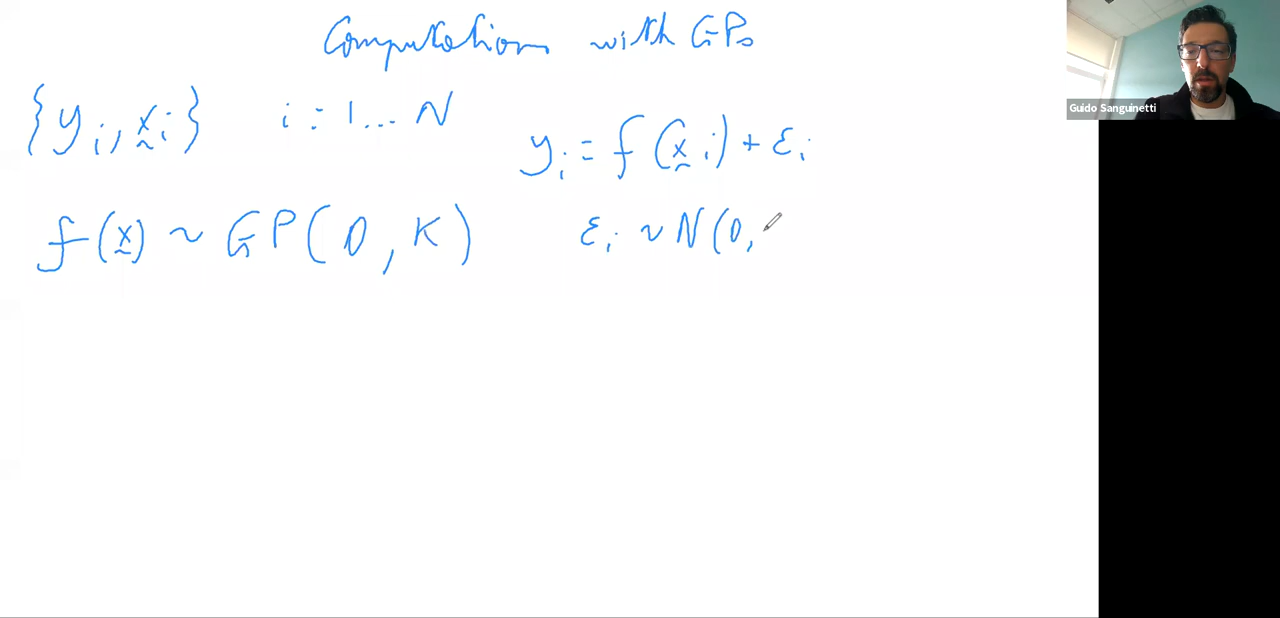 Computations with GPs
{y_i, x_i} i = 1... N
y_i = f(x_i) + ε_i
f(x) ~ GP(0, K)
ε_i ~ N(0,
Guido Sanguinetti